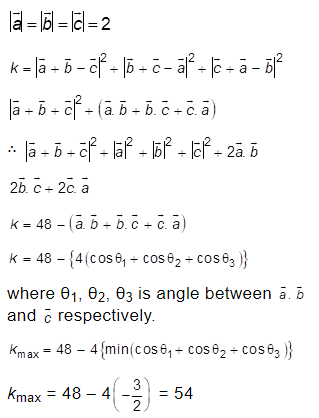 |a⃗| = |b⃗| = |c⃗| = 2
k = |a⃗ + b⃗ − c⃗|² + |b⃗ + c⃗ − a⃗|² + |c⃗ + a⃗ − b⃗|²
|a⃗ + b⃗ + c⃗|² + (a⃗. b⃗ + b⃗. c⃗ + c⃗. a⃗)
∴ |a⃗ + b⃗ + c⃗|² + |a⃗|² + |b⃗|² + |c⃗|² + 2a⃗. b⃗
2b⃗. c⃗ + 2c⃗. a⃗
k = 48 − (a⃗. b⃗ + b⃗. c⃗ + c⃗. a⃗)
k = 48 − {4(cosθ₁ + cosθ₂ + cosθ₃)}
where θ₁, θ₂, θ₃ is angle between a⃗. b⃗
and c⃗ respectively.
kₘₐₓ = 48 − 4{min(cosθ₁ + cosθ₂ + cosθ₃)}
kₘₐₓ = 48 − 4(−3/2) = 54